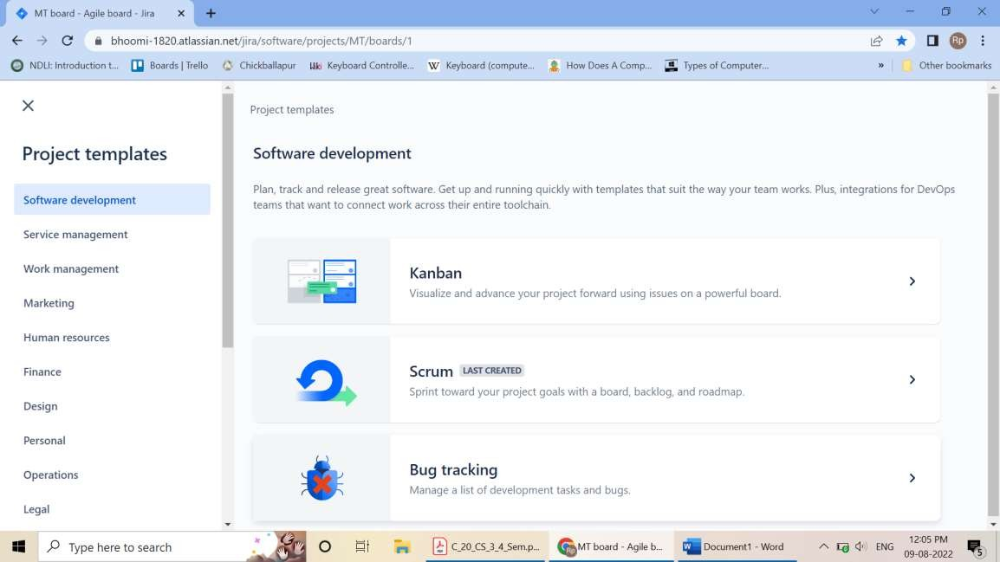 MT board - Agile board - Jira
bhoomi-1820.atlassian.net/jira/software/projects/MT/boards/1
Rp
NDLI: Introduction t...
Boards | Trello
Chickballapur
Keyboard Controlle...
W
Keyboard (compute...
How Does A Comp...
Types of Computer...
»
Other bookmarks
Project templates
Software development
Service management
Work management
Marketing
Human resources
Finance
Design
Personal
Operations
Legal
Project templates
Software development
Plan, track and release great software. Get up and running quickly with templates that suit the way your team works. Plus, integrations for DevOps
teams that want to connect work across their entire toolchain.
Kanban
Visualize and advance your project forward using issues on a powerful board.
Scrum LAST CREATED
Sprint toward your project goals with a board, backlog, and roadmap.
Bug tracking
Manage a list of development tasks and bugs.
Type here to search
C_20_CS_3_4_Sem.p...
Rp
MT board - Agile b...
Document1 - Word
ENG
12:05 PM
09-08-2022
5